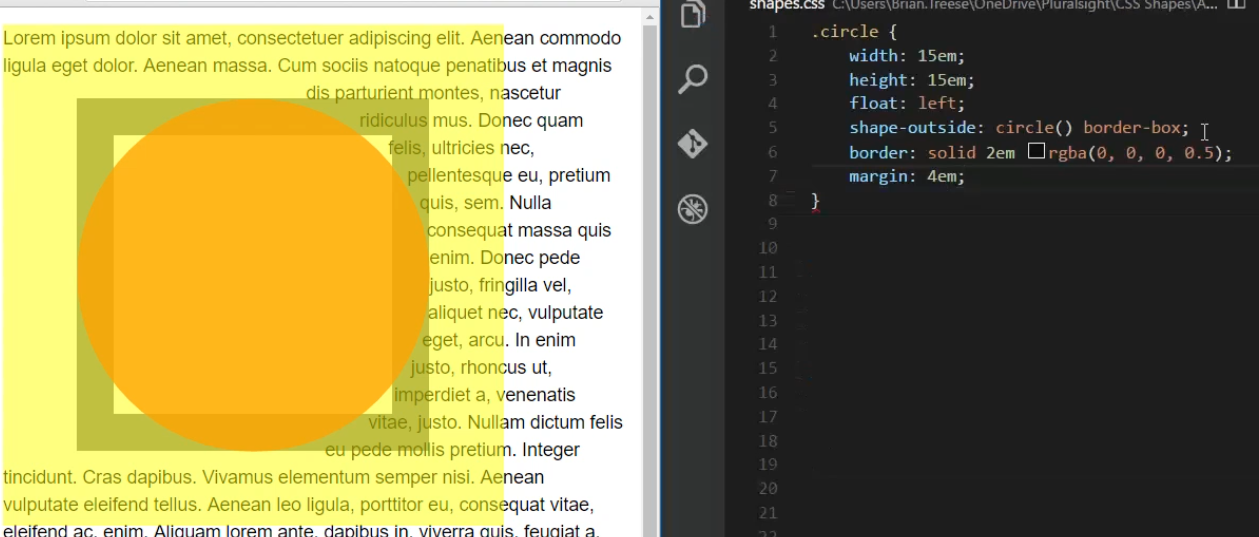 Lorem ipsum dolor sit amet, consectetuer adipiscing elit. Aenean commodo
ligula eget dolor. Aenean massa. Cum sociis natoque penatibus et magnis
dis parturient montes, nascetur
ridiculus mus. Donec quam
felis, ultricies nec,
pellentesque eu, pretium
quis, sem. Nulla
consequat massa quis
enim. Donec pede
justo, fringilla vel,
aliquet nec, vulputate
eget, arcu. In enim
justo, rhoncus ut,
imperdiet a, venenatis
vitae, justo. Nullam dictum felis
eu pede mollis pretium. Integer
tincidunt. Cras dapibus. Vivamus elementum semper nisi. Aenean
vulputate eleifend tellus. Aenean leo ligula, porttitor eu, consequat vitae,
eleifend ac, enim. Aliquam lorem ante, dapibus in, viverra quis, feugiat a,
shapes.css C:\Users\Brian.Treese\OneDrive\Pluralsight\CSS Shapes\A...
1 .circle {
2 width: 15em;
3 height: 15em;
4 float: left;
5 shape-outside: circle() border-box;
6 border: solid 2em rgba(0, 0, 0, 0.5);
7 margin: 4em;
8 }
9
10
11
12
13
14
15
16
17
18
19
20
21
22